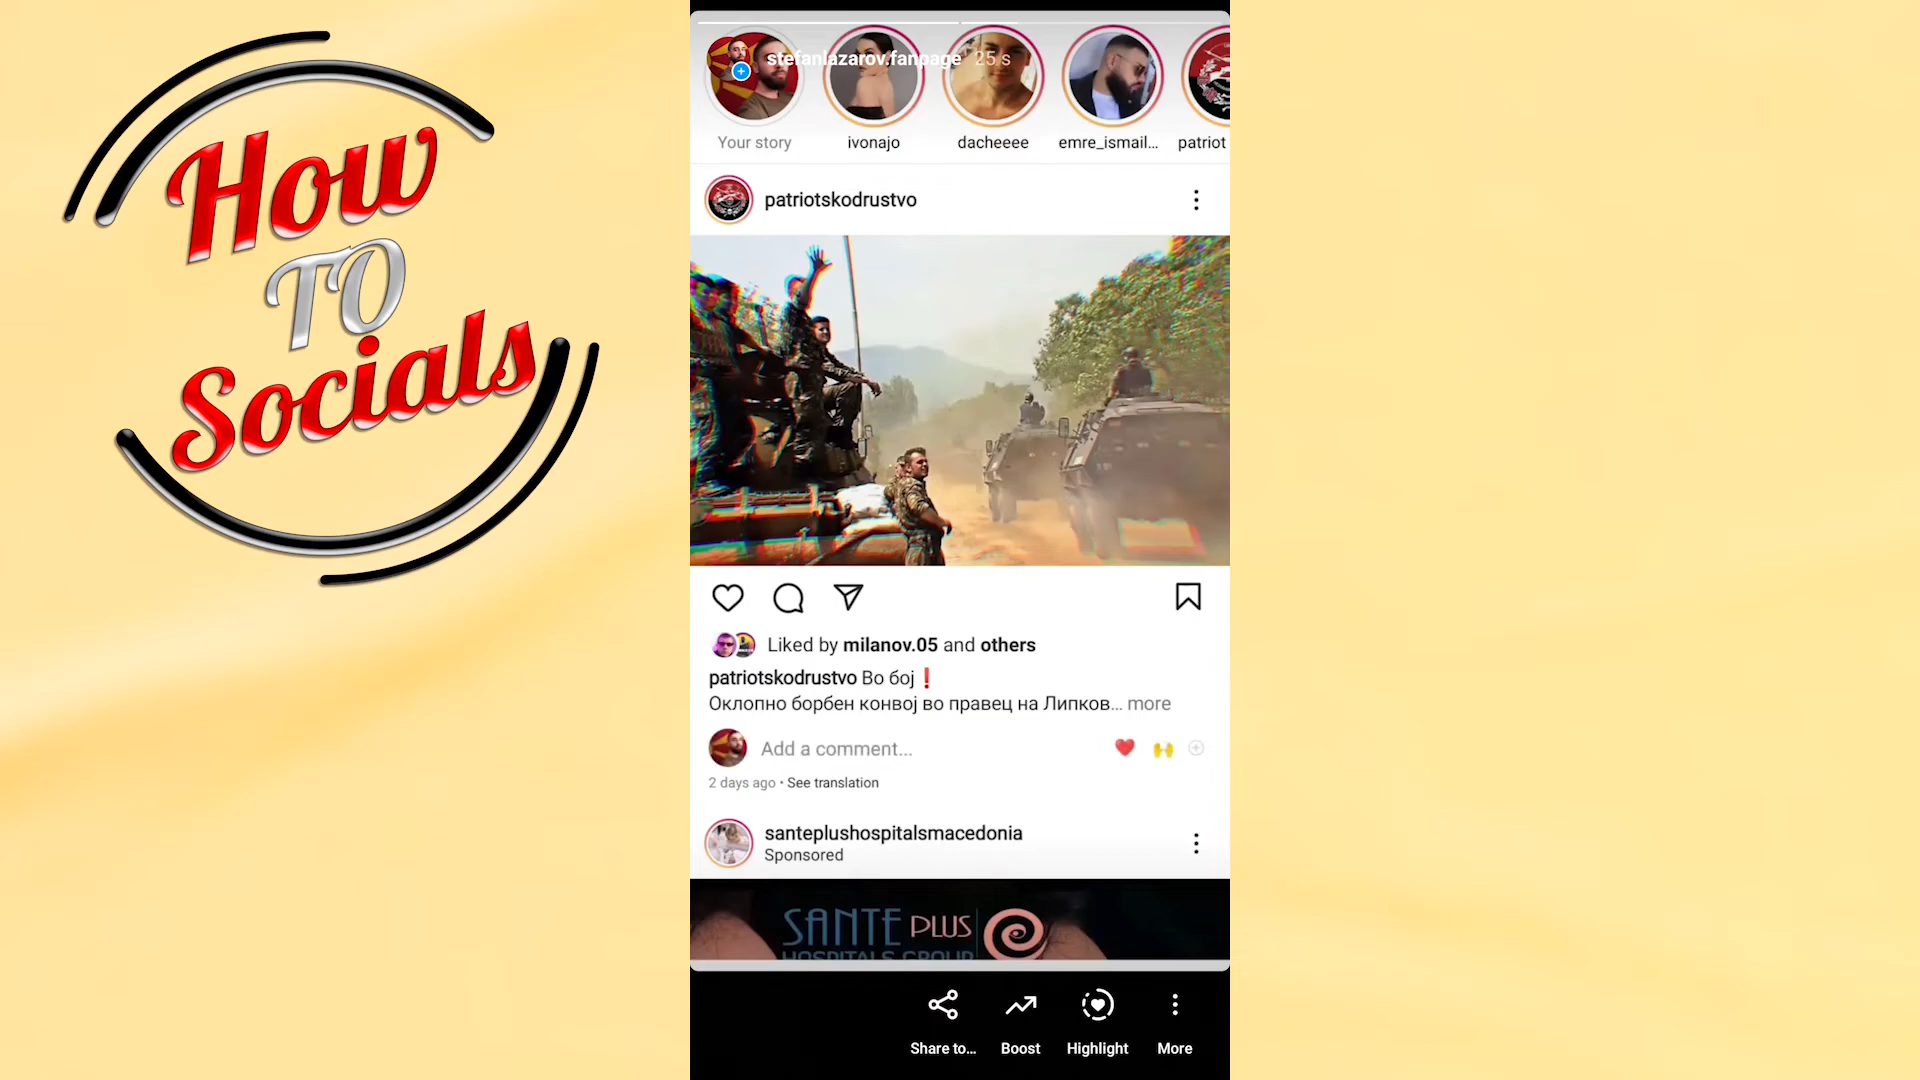 How
TO
Socials
stefanlazarov.fanpage 25 s
Your story
ivonajo
dacheeee
emre_ismail...
patriot
patriotskodrustvo
Liked by milanov.05 and others
patriotskodrustvo Во бој❗
Оклопно борбен конвој во правец на Липков... more
Add a comment...
2 days ago • See translation
santeplushospitalsmacedonia
Sponsored
SANTE PLUS
HOSPITALS GROUP
Share to...
Boost
Highlight
More